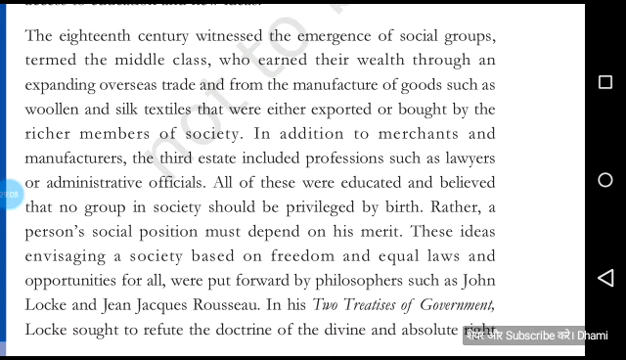 The eighteenth century witnessed the emergence of social groups,
termed the middle class, who earned their wealth through an
expanding overseas trade and from the manufacture of goods such as
woollen and silk textiles that were either exported or bought by the
richer members of society. In addition to merchants and
manufacturers, the third estate included professions such as lawyers
or administrative officials. All of these were educated and believed
that no group in society should be privileged by birth. Rather, a
person's social position must depend on his merit. These ideas
envisaging a society based on freedom and equal laws and
opportunities for all, were put forward by philosophers such as John
Locke and Jean Jacques Rousseau. In his Two Treatises of Government,
Locke sought to refute the doctrine of the divine and absolute right
शेयर और Subscribe करे। Dhami
not to